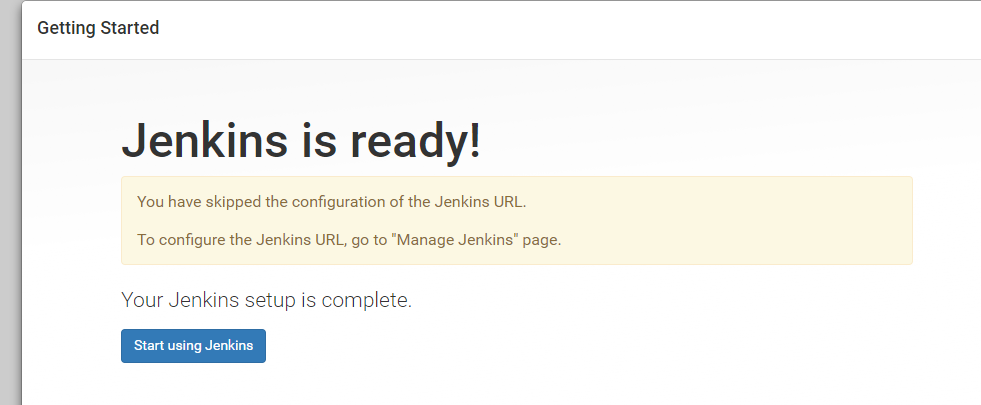 Getting Started
Jenkins is ready!
You have skipped the configuration of the Jenkins URL.
To configure the Jenkins URL, go to "Manage Jenkins" page.
Your Jenkins setup is complete.
Start using Jenkins